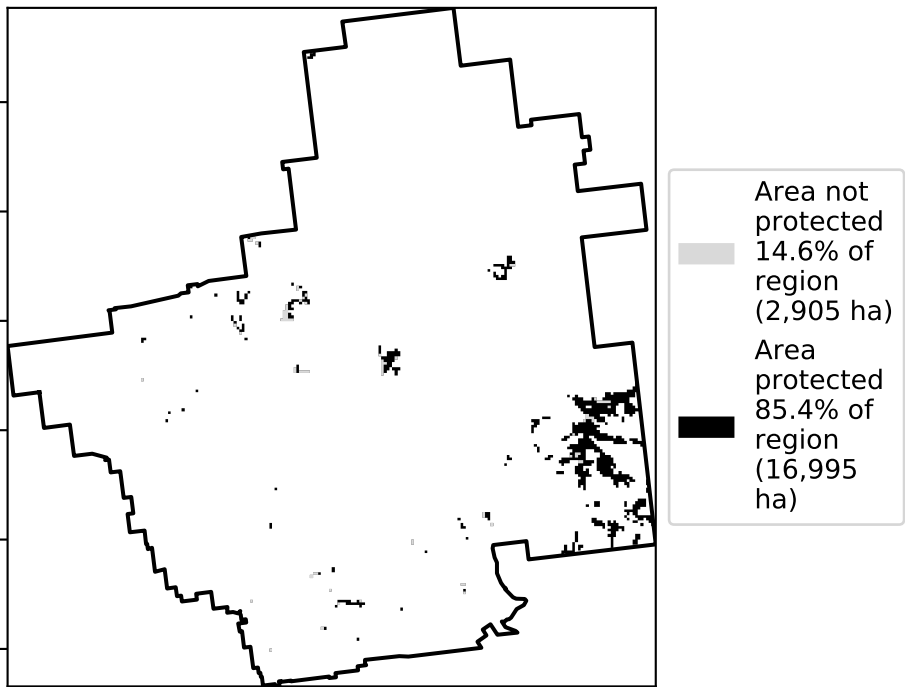 Area not
protected
14.6% of
region
(2,905 ha)
Area
protected
85.4% of
region
(16,995
ha)